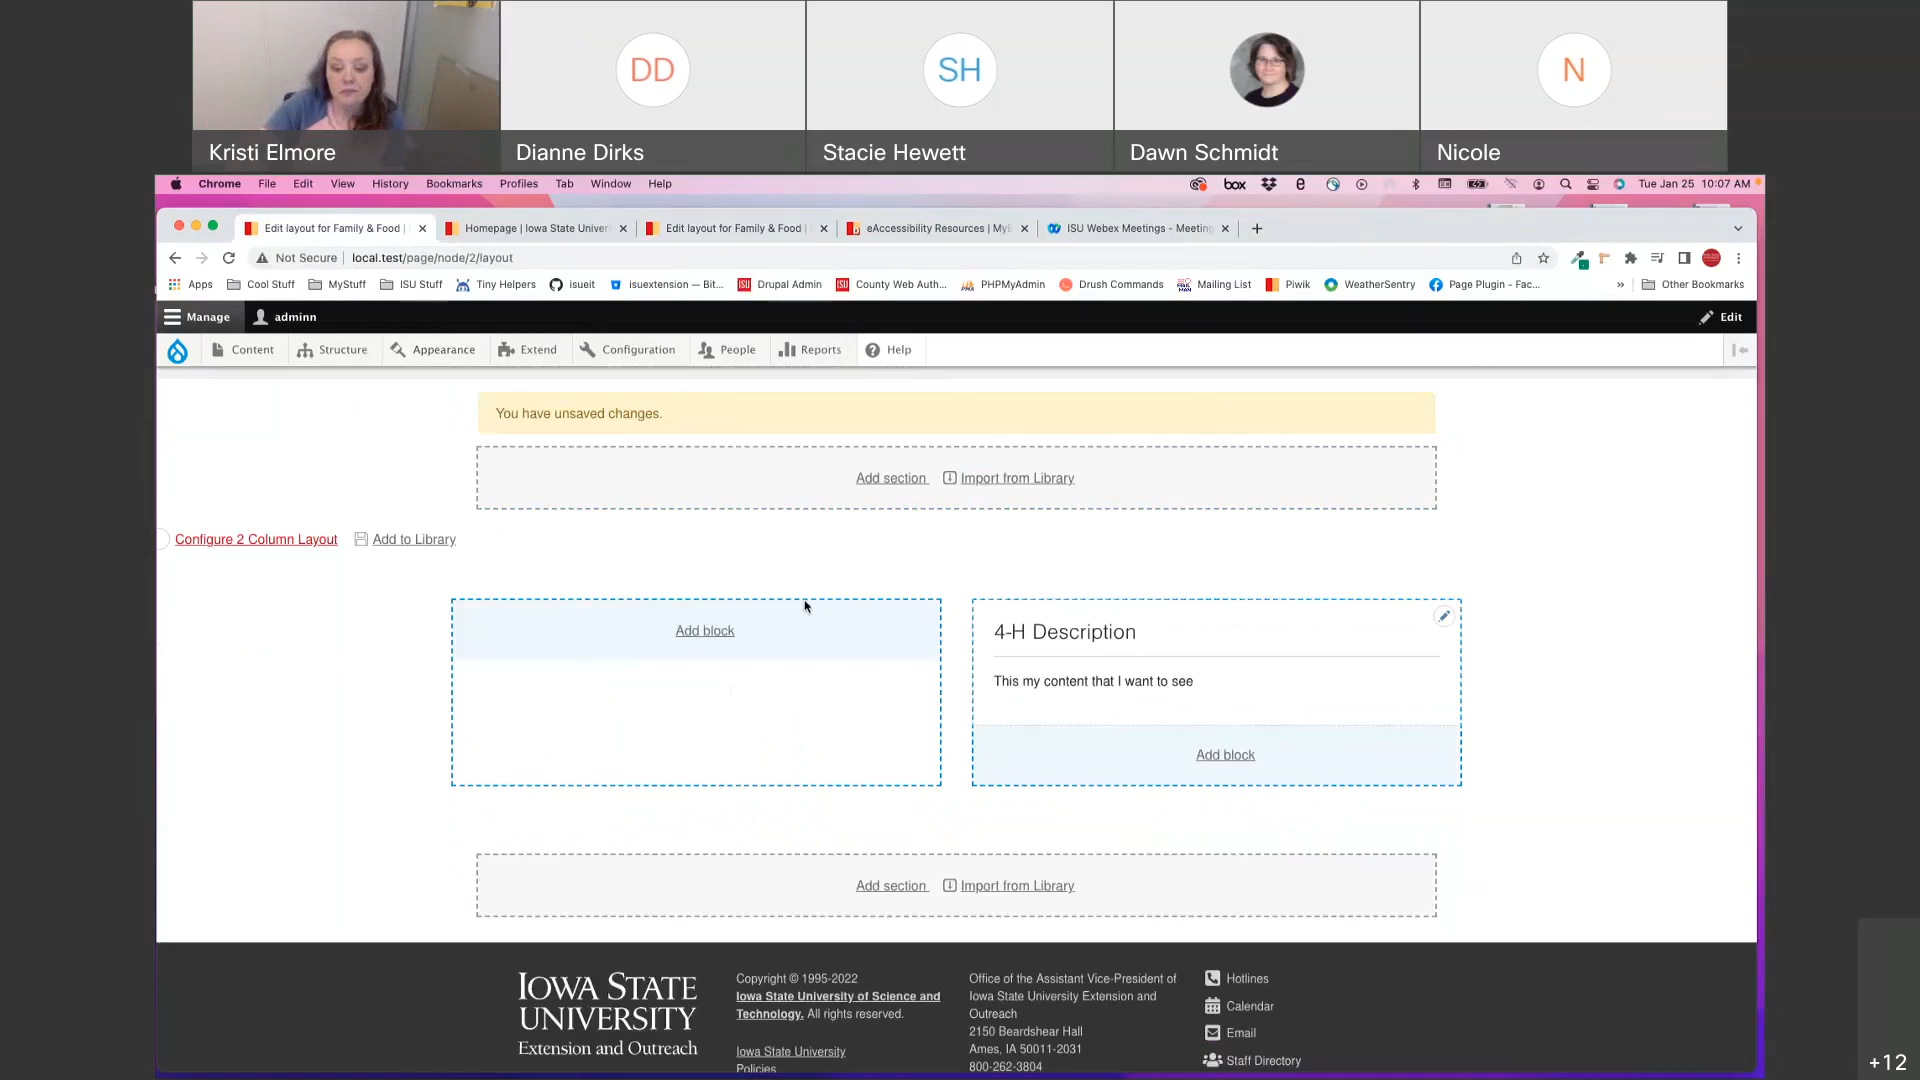 DD
SH
N
Kristi Elmore
Dianne Dirks
Stacie Hewett
Dawn Schmidt
Nicole
Chrome File Edit View History Bookmarks Profiles Tab Window Help
box
Tue Jan 25 10:07 AM
Edit layout for Family & Food |
Homepage | Iowa State Univer
Edit layout for Family & Food |
eAccessibility Resources | MyE
ISU Webex Meetings - Meeting
Not Secure | local.test/page/node/2/layout
Apps Cool Stuff MyStuff ISU Stuff Tiny Helpers isueit isuextension — Bit... Drupal Admin County Web Auth... PHPMyAdmin Drush Commands Mailing List Piwik WeatherSentry Page Plugin - Fac... » Other Bookmarks
Manage adminn Edit
Content Structure Appearance Extend Configuration People Reports Help
You have unsaved changes.
Add section Import from Library
Configure 2 Column Layout Add to Library
Add block
4-H Description
This my content that I want to see
Add block
Add section Import from Library
IOWA STATE
UNIVERSITY
Extension and Outreach
Copyright © 1995-2022
Iowa State University of Science and
Technology. All rights reserved.
Iowa State University
Policies
Office of the Assistant Vice-President of
Iowa State University Extension and
Outreach
2150 Beardshear Hall
Ames, IA 50011-2031
800-262-3804
Hotlines
Calendar
Email
Staff Directory
+12